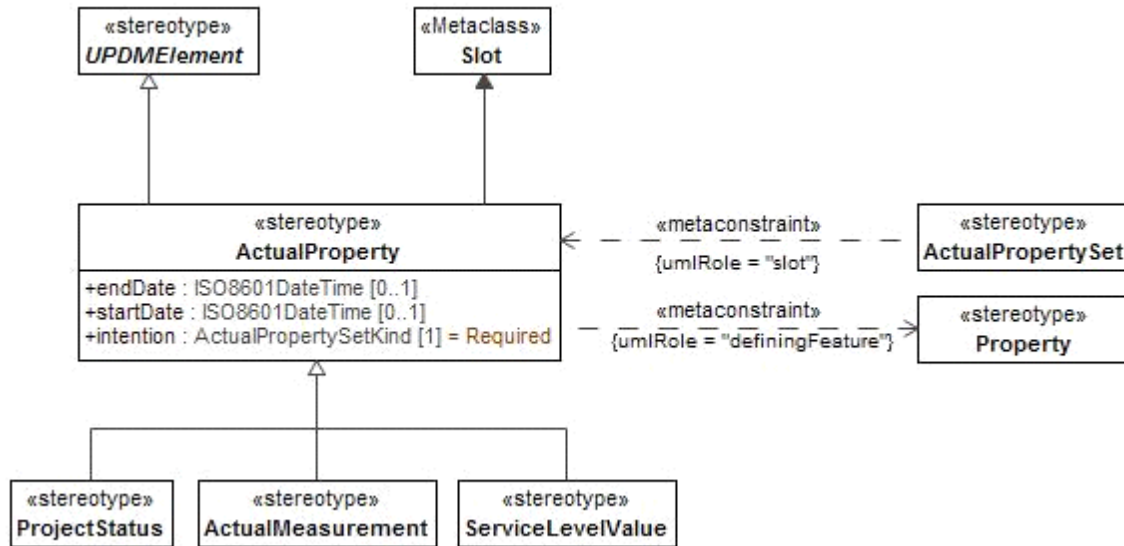 «stereotype»
UPDMElement
«Metaclass»
Slot
«stereotype»
ActualProperty
+endDate : ISO8601DateTime [0..1]
+startDate : ISO8601DateTime [0..1]
+intention : ActualPropertySetKind [1] = Required
«metaconstraint»
{umlRole = "slot"}
«stereotype»
ActualPropertySet
«metaconstraint»
{umlRole = "definingFeature"}
«stereotype»
Property
«stereotype»
ProjectStatus
«stereotype»
ActualMeasurement
«stereotype»
ServiceLevelValue